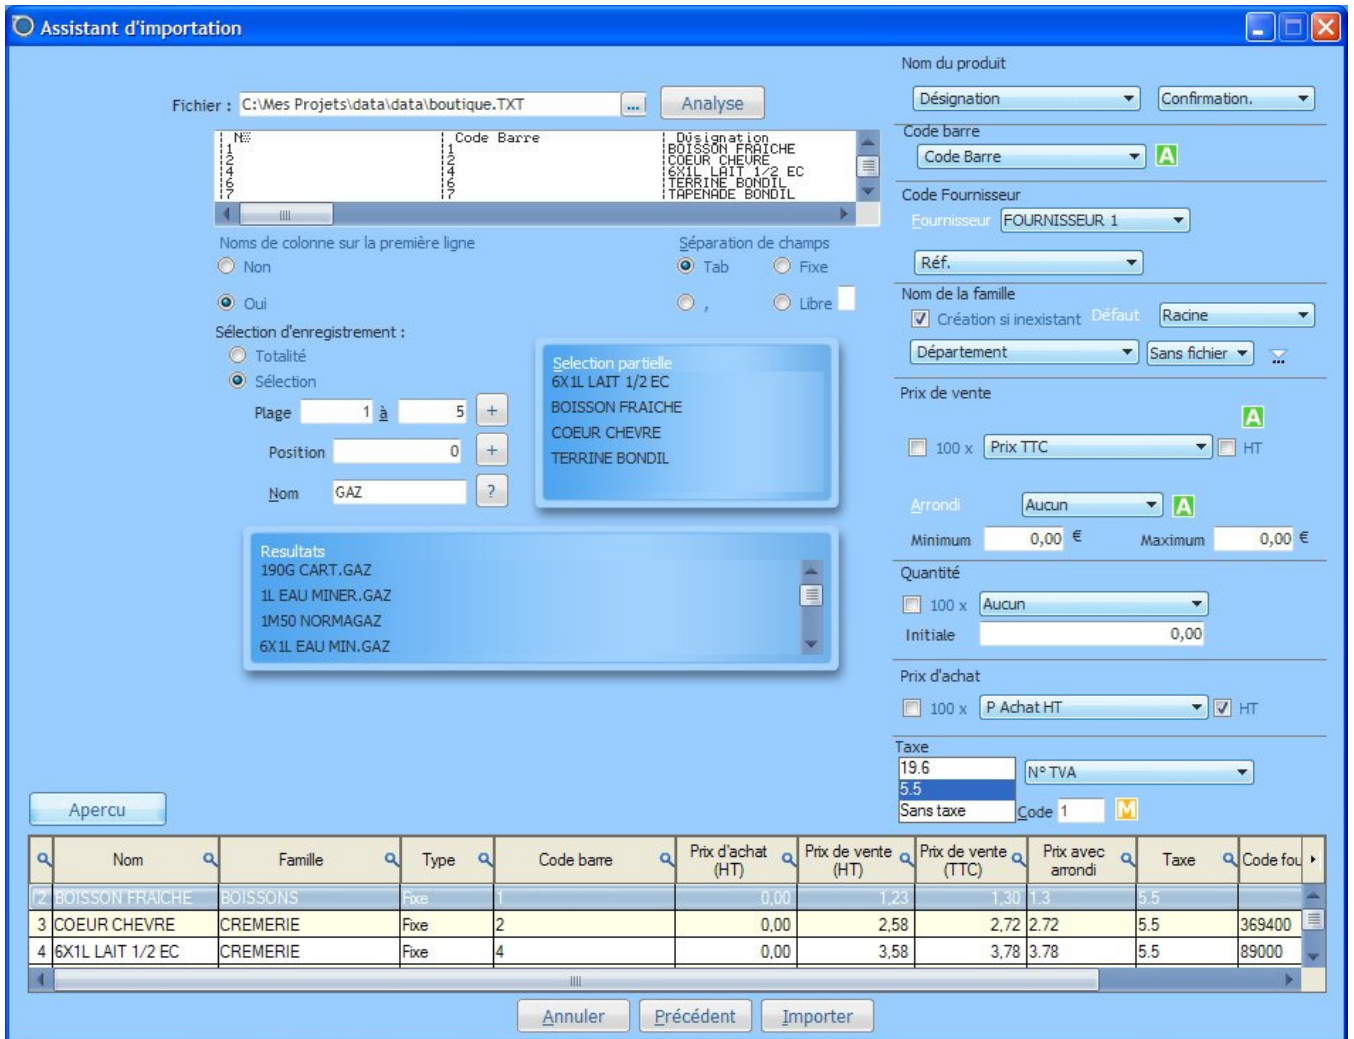 Assistant d'importation
Fichier : C:\Mes Projets\data\data\boutique.TXT ... Analyse
Code Barre
1 1 BOISSON FRAICHE
2 2 COEUR CHEVRE
4 4 6X1L LAIT 1/2 EC
6 6 TERRINE BONDIL
7 7 TAPENADE BONDIL
Noms de colonne sur la première ligne
Non
Oui
Séparation de champs
Tab Fixe
, Libre
Sélection d'enregistrement :
Totalité
Sélection
Plage 1 à 5 +
Position 0 +
Nom GAZ ?
Selection partielle
6X1L LAIT 1/2 EC
BOISSON FRAICHE
COEUR CHEVRE
TERRINE BONDIL
Resultats
190G CART.GAZ
1L EAU MINER.GAZ
1M50 NORMAGAZ
6X1L EAU MIN.GAZ
Nom du produit
Désignation Confirmation.
Code barre
Code Barre A
Code Fournisseur
Fournisseur FOURNISSEUR 1
Réf.
Nom de la famille
Création si inexistant Défaut Racine
Département Sans fichier ...
Prix de vente
A
100 x Prix TTC HT
Arrondi Aucun A
Minimum 0,00 € Maximum 0,00 €
Quantité
100 x Aucun
Initiale 0,00
Prix d'achat
100 x P Achat HT HT
Taxe
19.6
5.5
Sans taxe
N° TVA
Code 1 M
Apercu
Nom Famille Type Code barre Prix d'achat (HT) Prix de vente (HT) Prix de vente (TTC) Prix avec arrondi Taxe Code fou
2 BOISSON FRAICHE BOISSONS Fixe 1 0,00 1,23 1,30 1.3 5.5
3 COEUR CHEVRE CREMERIE Fixe 2 0,00 2,58 2,72 2.72 5.5 369400
4 6X1L LAIT 1/2 EC CREMERIE Fixe 4 0,00 3,58 3,78 3.78 5.5 89000
Annuler Précédent Importer